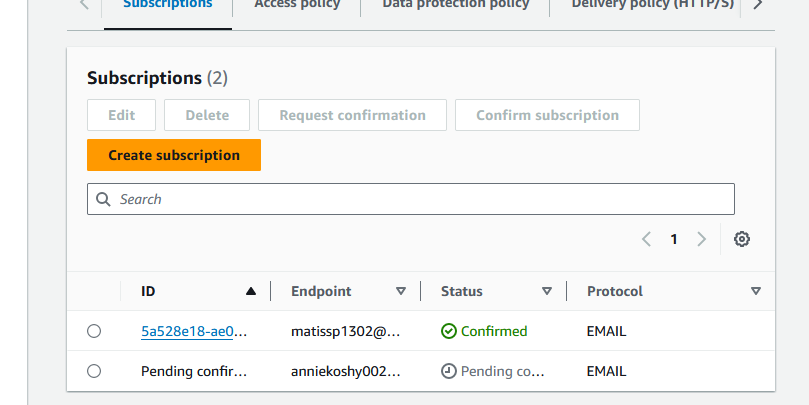 Subscriptions Access policy Data protection policy Delivery policy (HTTP/S)
Subscriptions (2)
Edit Delete Request confirmation Confirm subscription
Create subscription
Search
1
ID Endpoint Status Protocol
5a528e18-ae0... matissp1302@... Confirmed EMAIL
Pending confir... anniekoshy002... Pending co... EMAIL